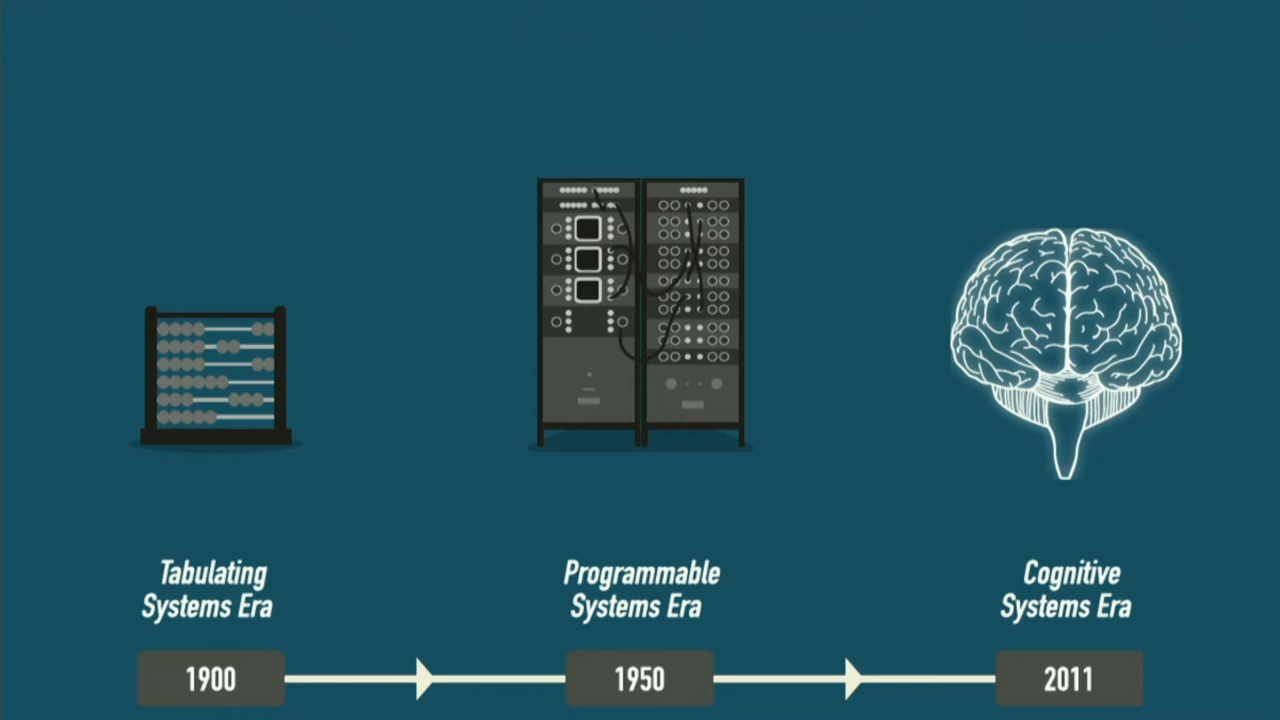 Tabulating
Systems Era
Programmable
Systems Era
Cognitive
Systems Era
1900
1950
2011